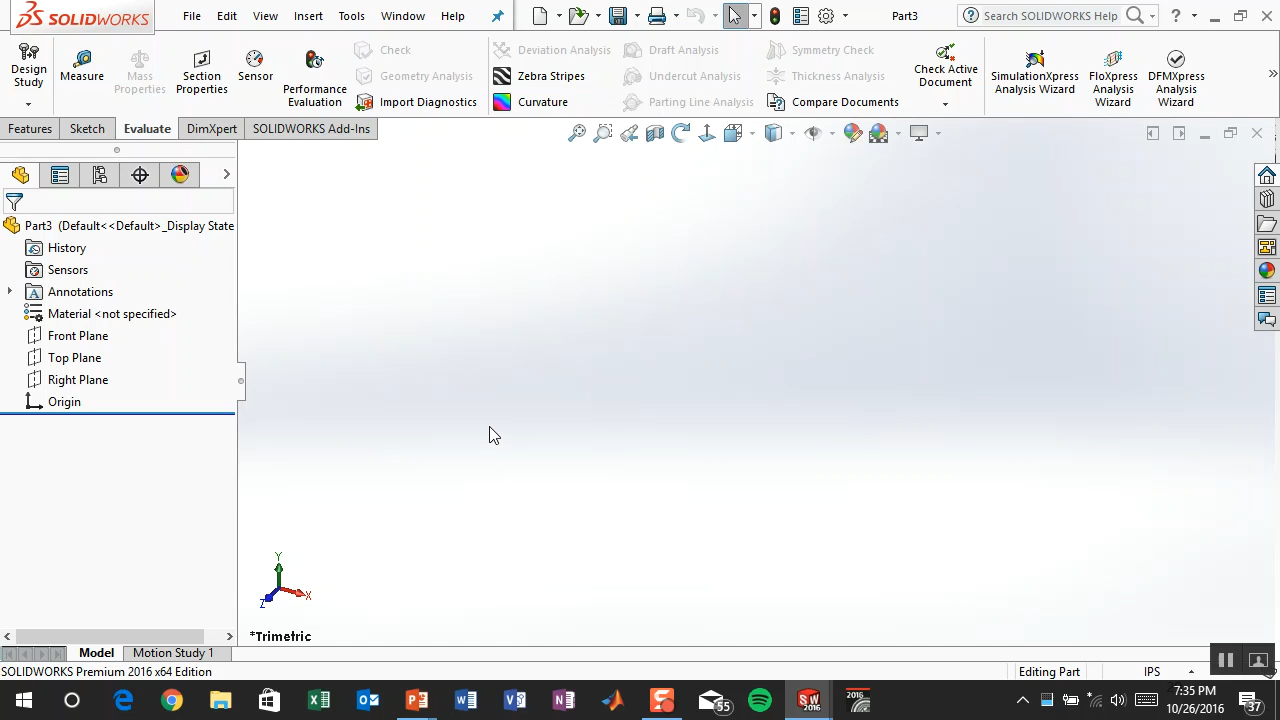 SOLIDWORKS
File Edit View Insert Tools Window Help
Part3
Search SOLIDWORKS Help
Design Study
Measure
Mass Properties
Section Properties
Sensor
Performance Evaluation
Check
Geometry Analysis
Import Diagnostics
Deviation Analysis
Zebra Stripes
Curvature
Draft Analysis
Undercut Analysis
Parting Line Analysis
Symmetry Check
Thickness Analysis
Compare Documents
Check Active Document
SimulationXpress Analysis Wizard
FloXpress Analysis Wizard
DFMXpress Analysis Wizard
Features Sketch Evaluate DimXpert SOLIDWORKS Add-Ins
Part3 (Default<<Default>_Display State
History
Sensors
Annotations
Material <not specified>
Front Plane
Top Plane
Right Plane
Origin
Y
X
Z
*Trimetric
Model Motion Study 1
SOLIDWORKS Premium 2016 x64 Edition
Editing Part
IPS
55
SW 2016
2016
7:35 PM
10/26/2016
37